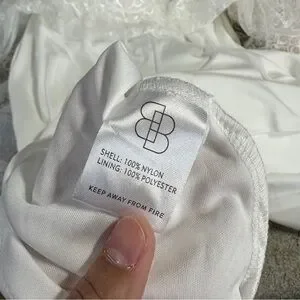 SHELL: 100% NYLON
LINING: 100% POLYESTER
KEEP AWAY FROM FIRE